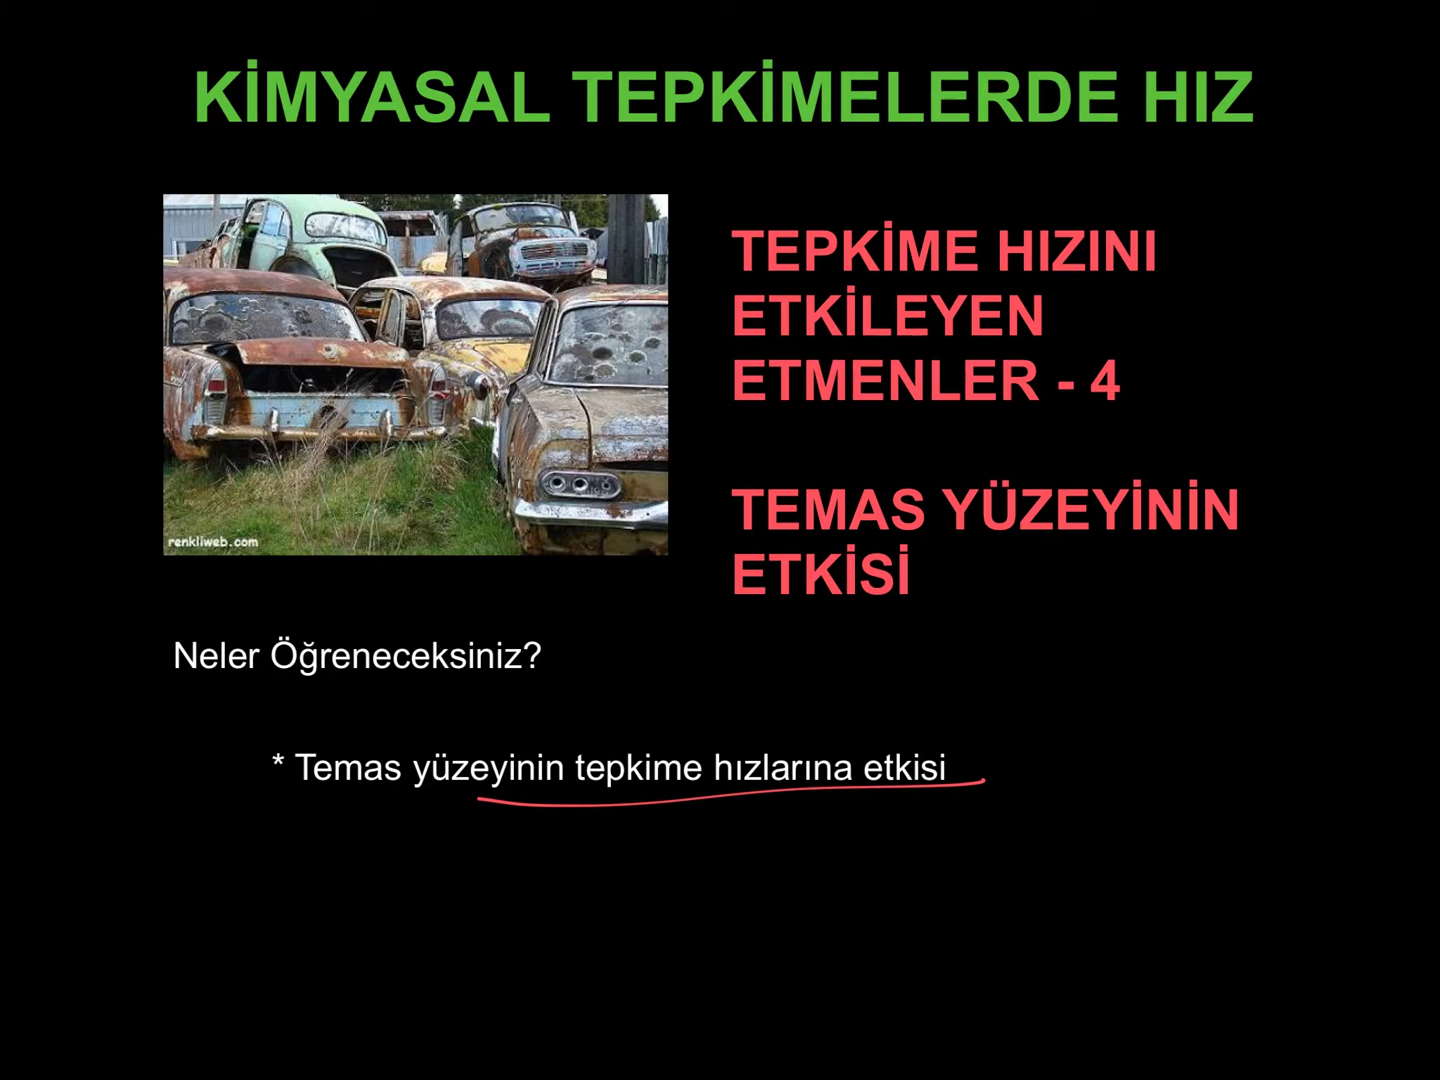 KİMYASAL TEPKİMELERDE HIZ
TEPKİME HIZINI
ETKİLEYEN
ETMENLER - 4
TEMAS YÜZEYİNİN
ETKİSİ
renkliweb.com
Neler Öğreneceksiniz?
* Temas yüzeyinin tepkime hızlarına etkisi